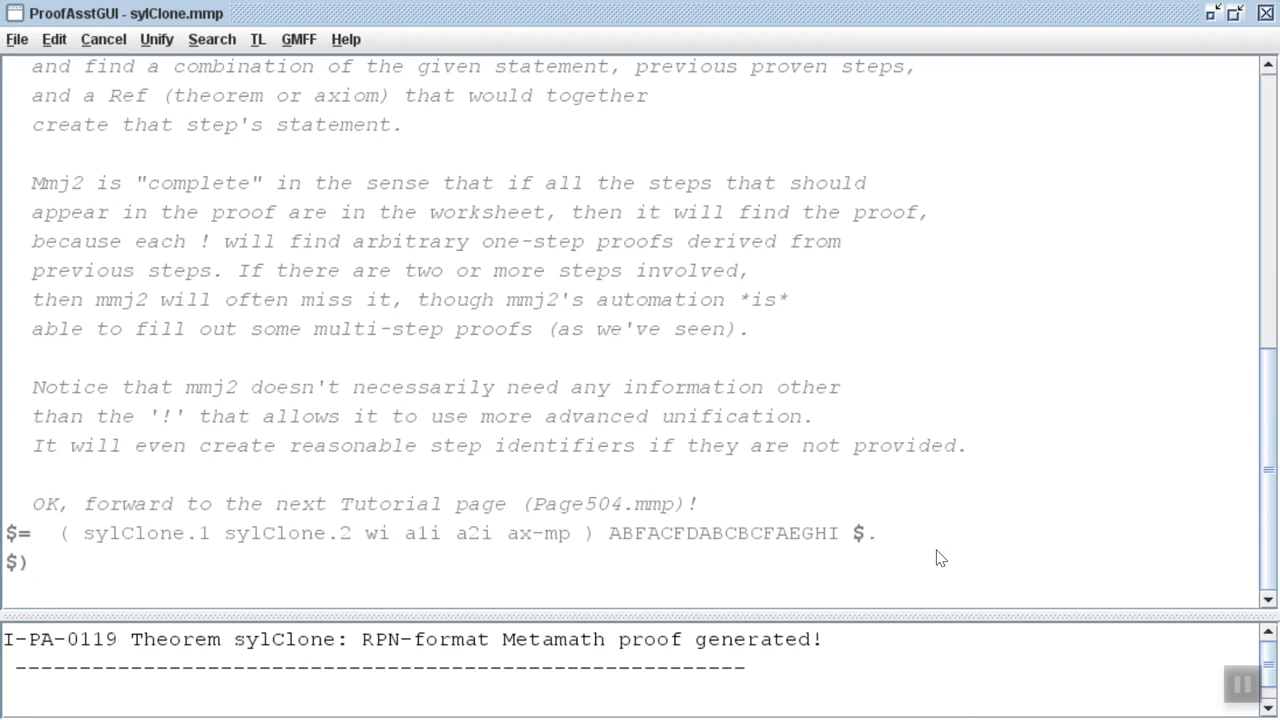 ProofAsstGUI - sylClone.mmp
File Edit Cancel Unify Search TL GMFF Help
and find a combination of the given statement, previous proven steps,
and a Ref (theorem or axiom) that would together
create that step's statement.
Mmj2 is "complete" in the sense that if all the steps that should
appear in the proof are in the worksheet, then it will find the proof,
because each ! will find arbitrary one-step proofs derived from
previous steps. If there are two or more steps involved,
then mmj2 will often miss it, though mmj2's automation *is*
able to fill out some multi-step proofs (as we've seen).
Notice that mmj2 doesn't necessarily need any information other
than the '!' that allows it to use more advanced unification.
It will even create reasonable step identifiers if they are not provided.
OK, forward to the next Tutorial page (Page504.mmp)!
$= ( sylClone.1 sylClone.2 wi a1i a2i ax-mp ) ABFACFDABCBCFAEGHI $.
$)
I-PA-0119 Theorem sylClone: RPN-format Metamath proof generated!
---------------------------------------------------------